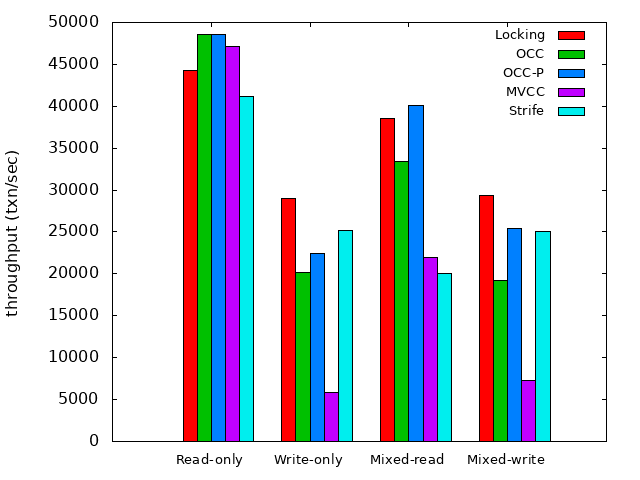 throughput (txn/sec)
50000
45000
40000
35000
30000
25000
20000
15000
10000
5000
0
Locking
OCC
OCC-P
MVCC
Strife
Read-only
Write-only
Mixed-read
Mixed-write